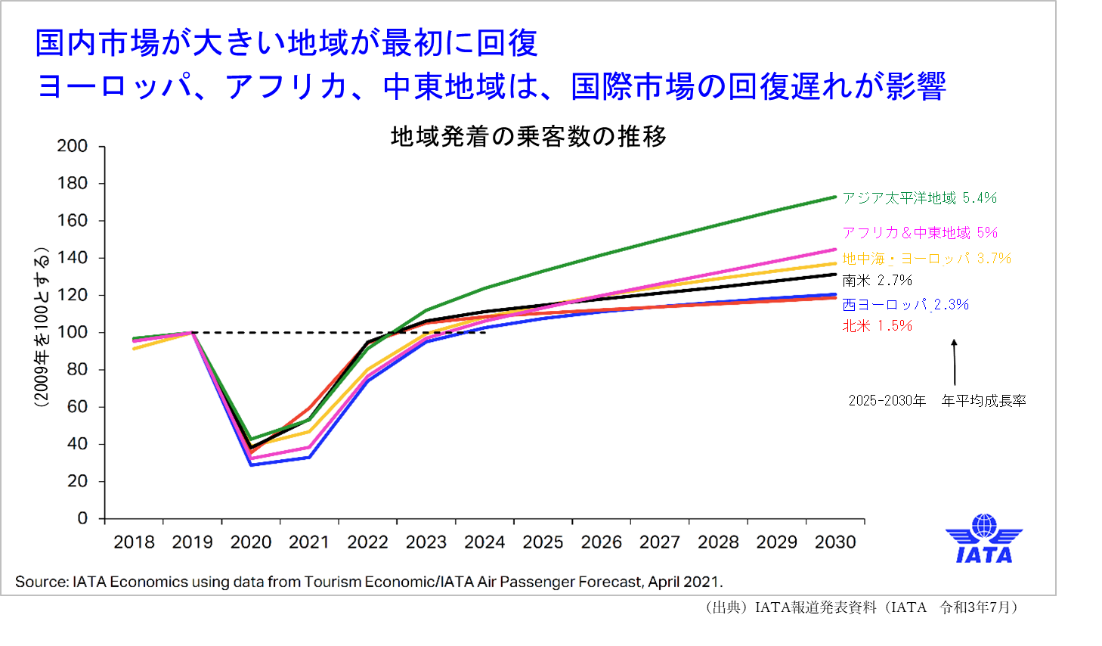 国内市場が大きい地域が最初に回復
ヨーロッパ、アフリカ、中東地域は、国際市場の回復遅れが影響
地域発着の乗客数の推移
(2009年を100とする)
200
180
160
140
120
100
80
60
40
20
0
アジア太平洋地域 5.4%
アフリカ&中東地域 5%
地中海・ヨーロッパ 3.7%
南米 2.7%
西ヨーロッパ 2.3%
北米 1.5%
2025-2030年 年平均成長率
2018 2019 2020 2021 2022 2023 2024 2025 2026 2027 2028 2029 2030
IATA
Source: IATA Economics using data from Tourism Economic/IATA Air Passenger Forecast, April 2021.
（出典）IATA報道発表資料（IATA 令和3年7月）